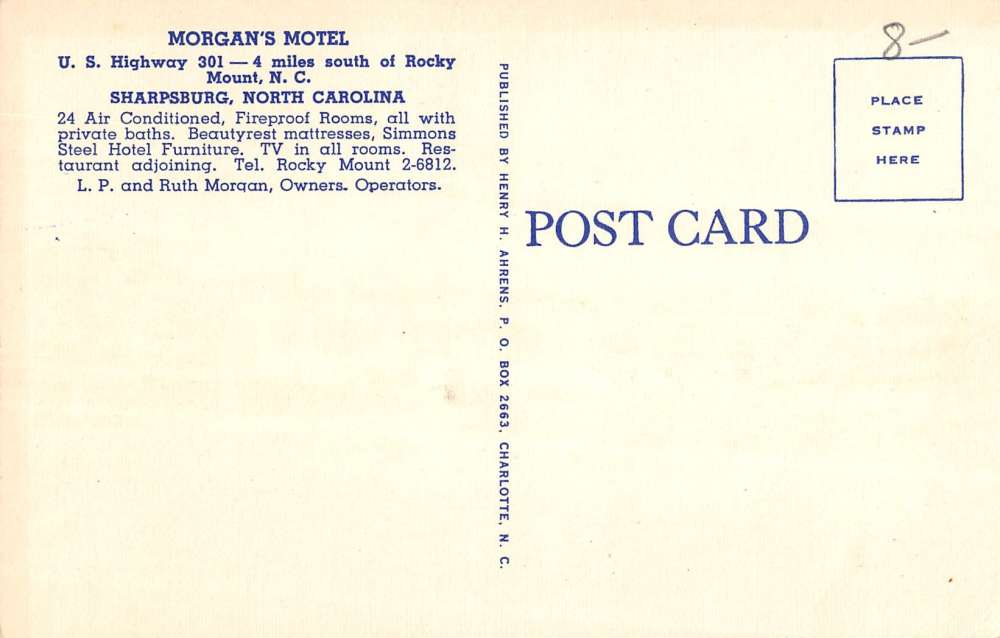 MORGAN'S MOTEL
U. S. Highway 301 — 4 miles south of Rocky
Mount, N. C.
SHARPSBURG, NORTH CAROLINA
24 Air Conditioned, Fireproof Rooms, all with
private baths. Beautyrest mattresses, Simmons
Steel Hotel Furniture. TV in all rooms. Res-
taurant adjoining. Tel. Rocky Mount 2-6812.
L. P. and Ruth Morgan, Owners. Operators.
PUBLISHED BY HENRY H. AHRENS, P. O. BOX 2663, CHARLOTTE, N. C.
POST CARD
8-
PLACE
STAMP
HERE